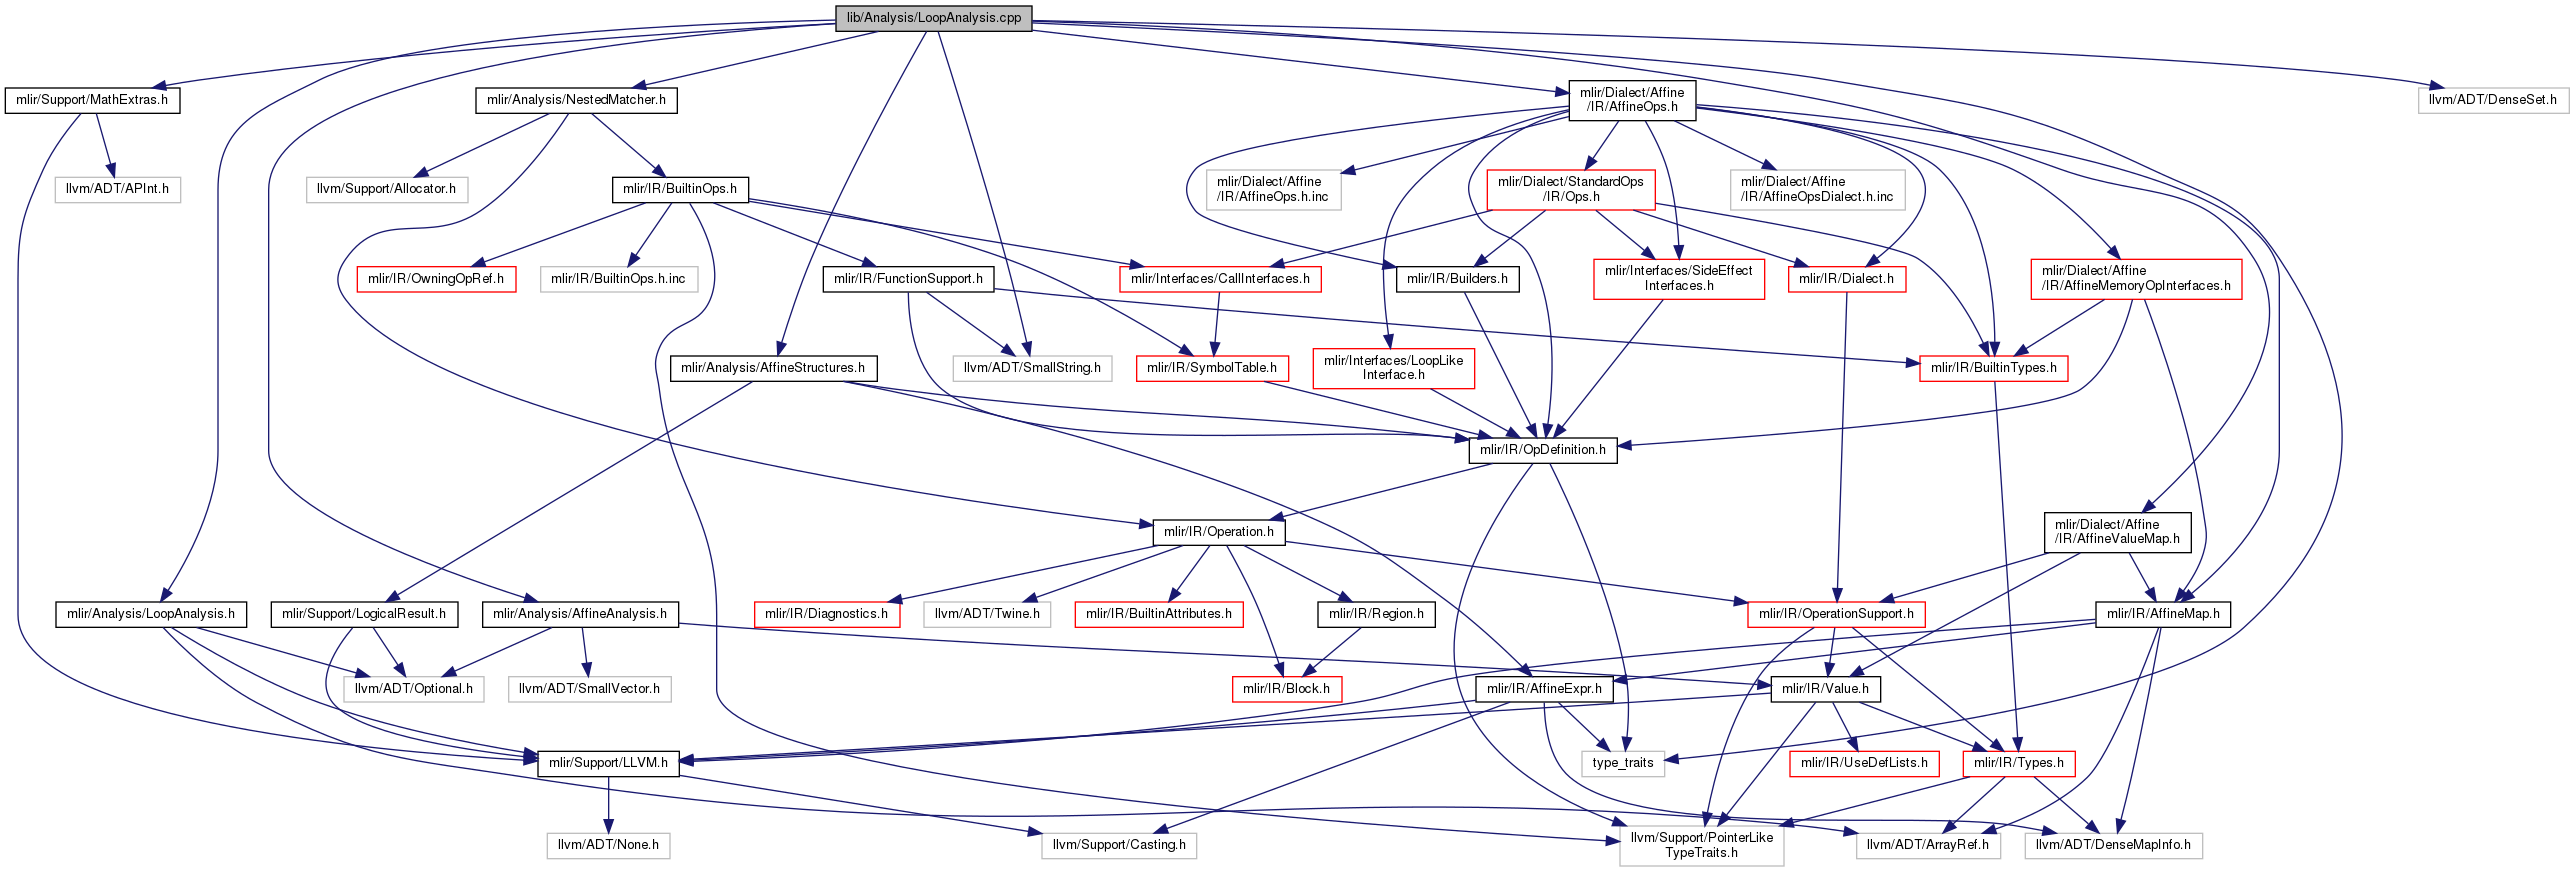 lib/Analysis/LoopAnalysis.cpp
mlir/Support/MathExtras.h
mlir/Analysis/NestedMatcher.h
mlir/Dialect/Affine
/IR/AffineOps.h
llvm/ADT/DenseSet.h
llvm/ADT/APInt.h
llvm/Support/Allocator.h
mlir/IR/BuiltinOps.h
mlir/Dialect/Affine
/IR/AffineOps.h.inc
mlir/Dialect/StandardOps
/IR/Ops.h
mlir/Dialect/Affine
/IR/AffineOpsDialect.h.inc
mlir/IR/OwningOpRef.h
mlir/IR/BuiltinOps.h.inc
mlir/IR/FunctionSupport.h
mlir/Interfaces/CallInterfaces.h
mlir/IR/Builders.h
mlir/Interfaces/SideEffect
Interfaces.h
mlir/IR/Dialect.h
mlir/Dialect/Affine
/IR/AffineMemoryOpInterfaces.h
mlir/Analysis/AffineStructures.h
llvm/ADT/SmallString.h
mlir/IR/SymbolTable.h
mlir/Interfaces/LoopLike
Interface.h
mlir/IR/BuiltinTypes.h
mlir/IR/OpDefinition.h
mlir/IR/Operation.h
mlir/Dialect/Affine
/IR/AffineValueMap.h
mlir/Analysis/LoopAnalysis.h
mlir/Support/LogicalResult.h
mlir/Analysis/AffineAnalysis.h
mlir/IR/Diagnostics.h
llvm/ADT/Twine.h
mlir/IR/BuiltinAttributes.h
mlir/IR/Region.h
mlir/IR/OperationSupport.h
mlir/IR/AffineMap.h
llvm/ADT/Optional.h
llvm/ADT/SmallVector.h
mlir/IR/Block.h
mlir/IR/AffineExpr.h
mlir/IR/Value.h
mlir/Support/LLVM.h
type_traits
mlir/IR/UseDefLists.h
mlir/IR/Types.h
llvm/ADT/None.h
llvm/Support/Casting.h
llvm/Support/PointerLike
TypeTraits.h
llvm/ADT/ArrayRef.h
llvm/ADT/DenseMapInfo.h